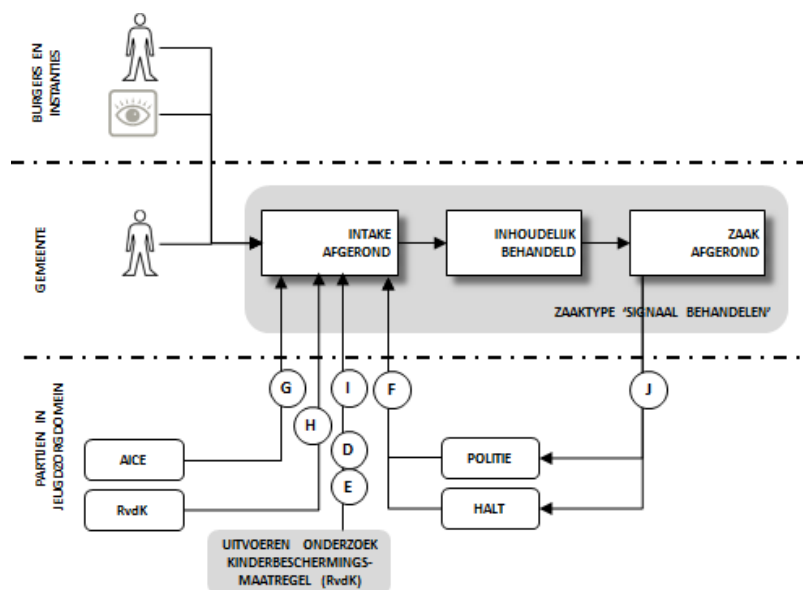 BURGERS EN
INSTANTIES
GEMEENTE
INTAKE
AFGEROND
INHOUDELIJK
BEHANDELD
ZAAK
AFGEROND
ZAAKTYPE 'SIGNAAL BEHANDELEN'
PARTIJEN IN
JEUGDZORGDOMEIN
G
I
F
J
H
D
E
AICE
RvdK
POLITIE
HALT
UITVOEREN ONDERZOEK
KINDERBESCHERMINGS-
MAATREGEL (RvdK)